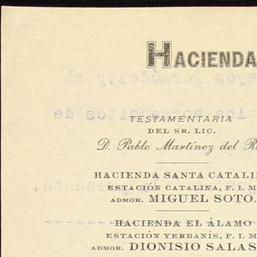 HACIENDA
TESTAMENTARIA
DEL SR. LIC.
D. Pablo Martínez del R
HACIENDA SANTA CATALI
ESTACIÓN CATALINA, F. I. M
ADMOR. MIGUEL SOTO.
HACIENDA EL ÁLAMO
ESTACIÓN YERBANÍS, F. I. M
ADMOR. DIONISIO SALAS